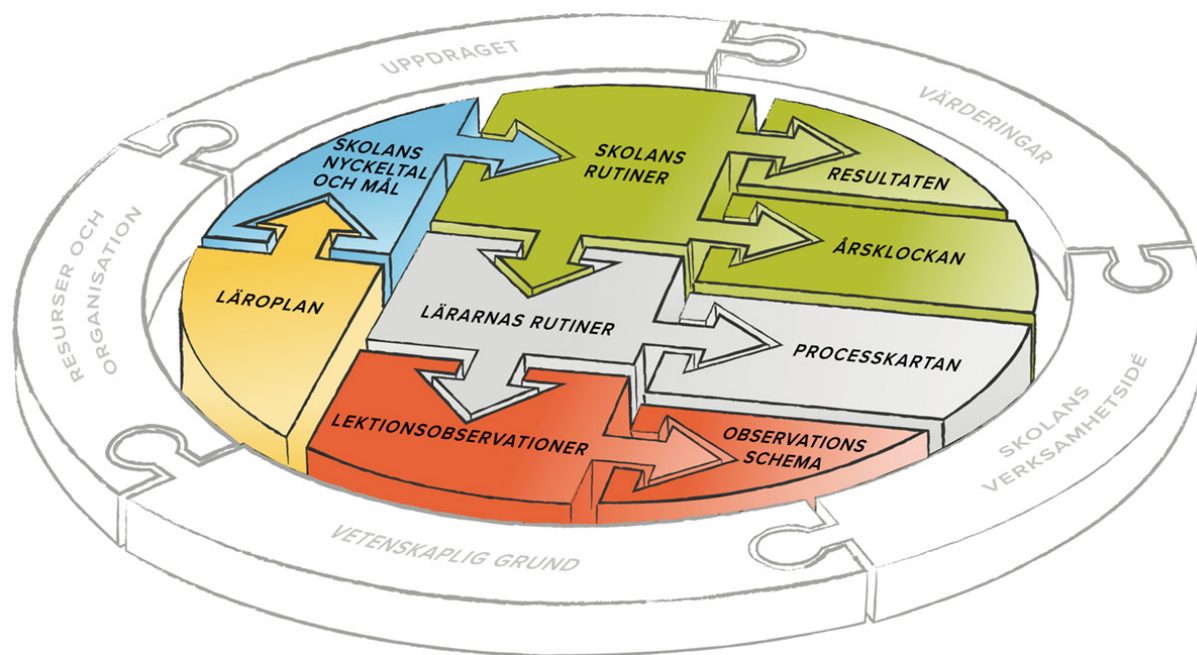 UPPDRAGET
VÄRDERINGAR
SKOLANS
NYCKELTAL
OCH MÅL
SKOLANS
RUTINER
RESULTATEN
ÅRSKLOCKAN
RESURSER OCH
ORGANISATION
LÄROPLAN
LÄRARNAS RUTINER
PROCESSKARTAN
LEKTIONSOBSERVATIONER
OBSERVATIONS
SCHEMA
SKOLANS
VERKSAMHETSIDÉ
VETENSKAPLIG GRUND